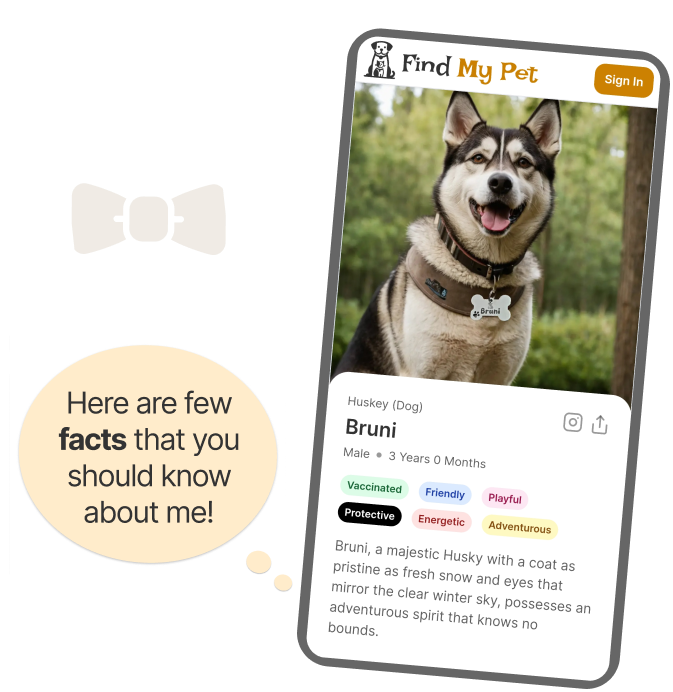 Find My Pet
Sign In
Bruni
Here are few
facts that you
should know
about me!
Huskey (Dog)
Bruni
Male • 3 Years 0 Months
Vaccinated Friendly Playful
Protective Energetic Adventurous
Bruni, a majestic Husky with a coat as
pristine as fresh snow and eyes that
mirror the clear winter sky, possesses an
adventurous spirit that knows no
bounds.